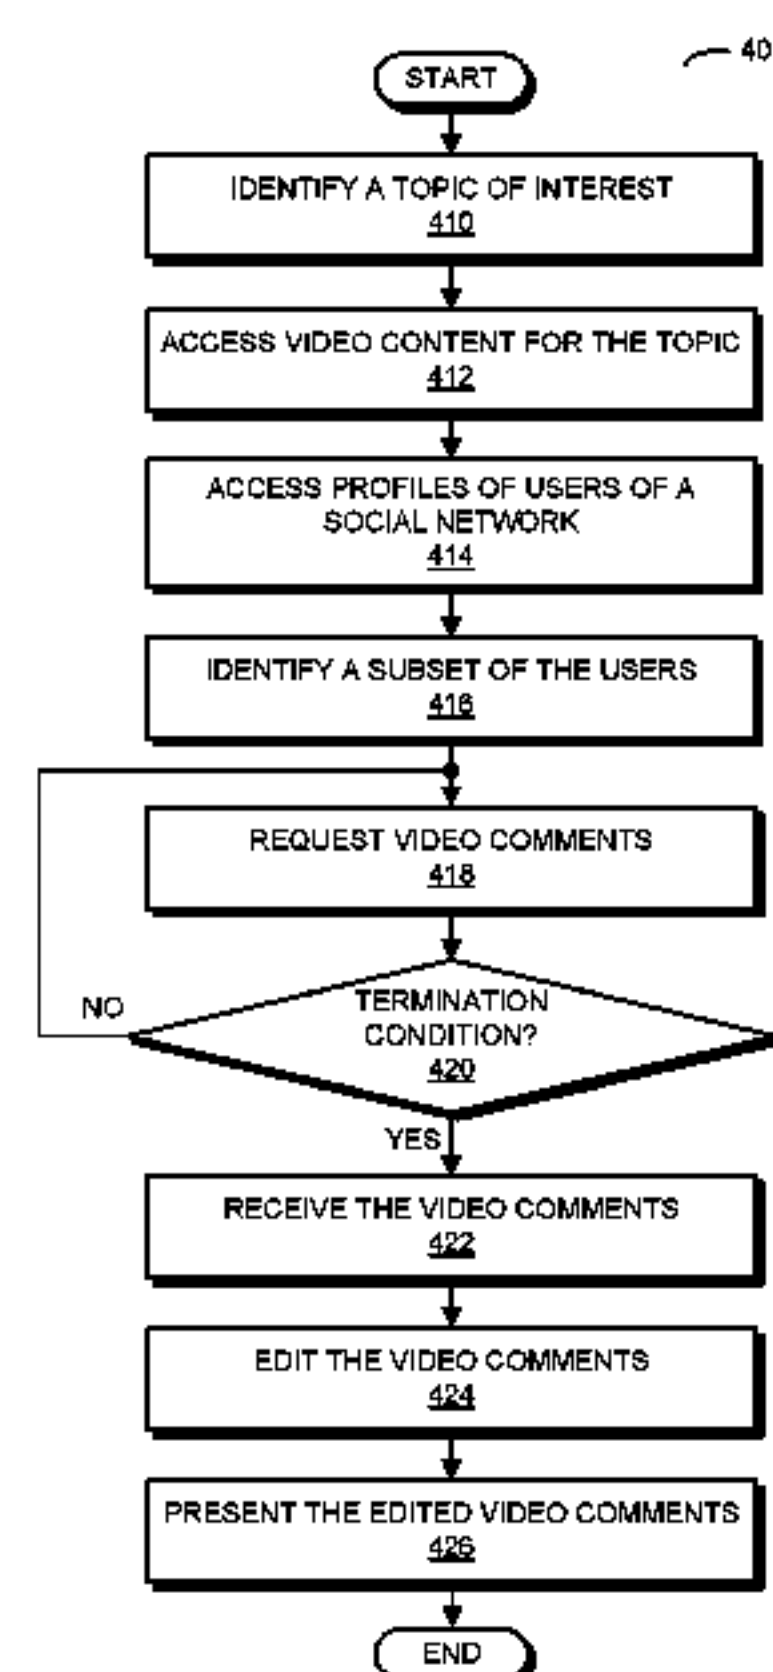 40
START
IDENTIFY A TOPIC OF INTEREST
410
ACCESS VIDEO CONTENT FOR THE TOPIC
412
ACCESS PROFILES OF USERS OF A
SOCIAL NETWORK
414
IDENTIFY A SUBSET OF THE USERS
416
REQUEST VIDEO COMMENTS
418
NO
TERMINATION
CONDITION?
420
YES
RECEIVE THE VIDEO COMMENTS
422
EDIT THE VIDEO COMMENTS
424
PRESENT THE EDITED VIDEO COMMENTS
426
END